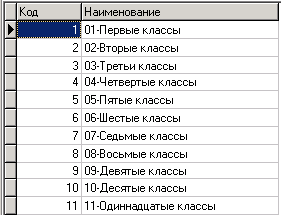 Код Наименование
1 01-Первые классы
2 02-Вторые классы
3 03-Третьи классы
4 04-Четвертые классы
5 05-Пятые классы
6 06-Шестые классы
7 07-Седьмые классы
8 08-Восьмые классы
9 09-Девятые классы
10 10-Десятые классы
11 11-Одиннадцатые классы